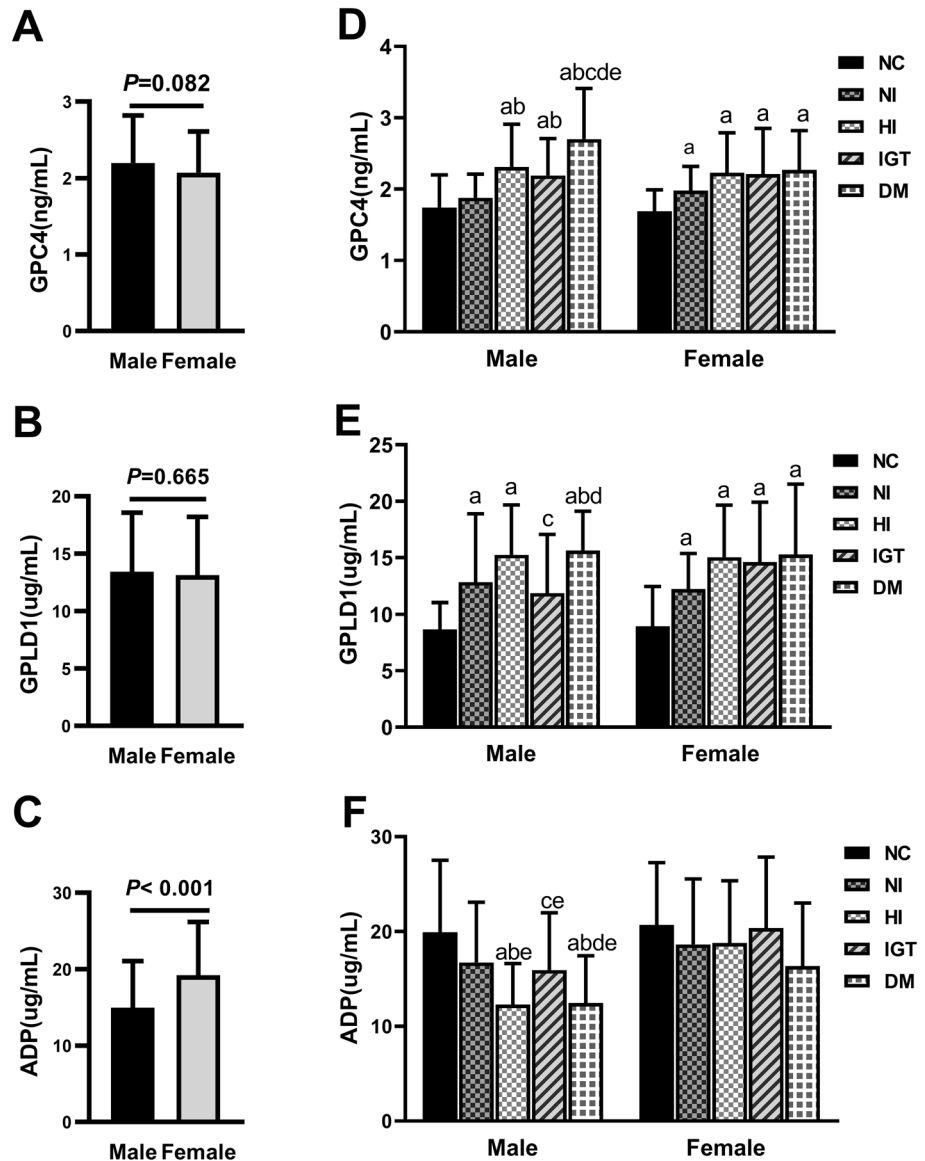 A
P=0.082
GPC4(ng/mL)
3
2
1
0
Male Female
D
GPC4(ng/mL)
4
3
2
1
0
ab ab abcde
a a a a
Male Female
NC
NI
HI
IGT
DM
B
P=0.665
GPLD1(ug/mL)
20
15
10
5
0
Male Female
E
GPLD1(ug/mL)
25
20
15
10
5
0
a a c abd
a a a a
Male Female
NC
NI
HI
IGT
DM
C
P< 0.001
ADP(ug/mL)
30
20
10
0
Male Female
F
ADP(ug/mL)
30
20
10
0
abe ce abde
Male Female
NC
NI
HI
IGT
DM